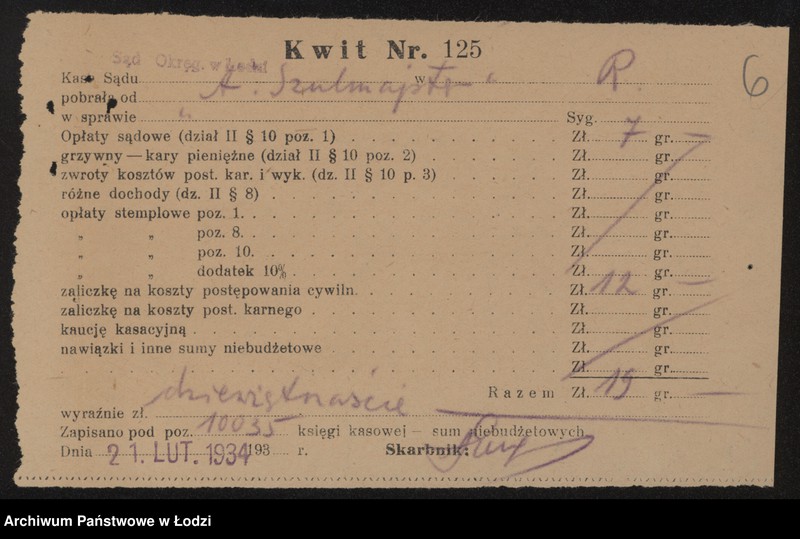 Kwit Nr. 125
Sąd Okręg. w Łodzi
6
Kasa Sądu w R.
pobrała od A. Szulmajster
w sprawie " Syg.
Opłaty sądowe (dział II § 10 poz. 1) Zł. 7 gr. —
grzywny — kary pieniężne (dział II § 10 poz. 2) Zł. gr.
zwroty kosztów post. kar. i wyk. (dz. II § 10 p. 3) Zł. gr.
różne dochody (dz. II § 8) Zł. gr.
opłaty stemplowe poz. 1. Zł. gr.
„ „ poz. 8. Zł. gr.
„ „ poz. 10. Zł. gr.
„ „ dodatek 10% Zł. gr.
zaliczkę na koszty postępowania cywiln. Zł. 12 gr. —
zaliczkę na koszty post. karnego Zł. gr.
kaucję kasacyjną Zł. gr.
nawiązki i inne sumy niebudżetowe Zł. gr.
Zł. gr.
Razem Zł. 19 gr. —
wyraźnie zł. dziewiętnaście
Zapisano pod poz. 10035 księgi kasowej — sum niebudżetowych
Dnia 21. LUT. 1934 193 r. Skarbnik:
Archiwum Państwowe w Łodzi